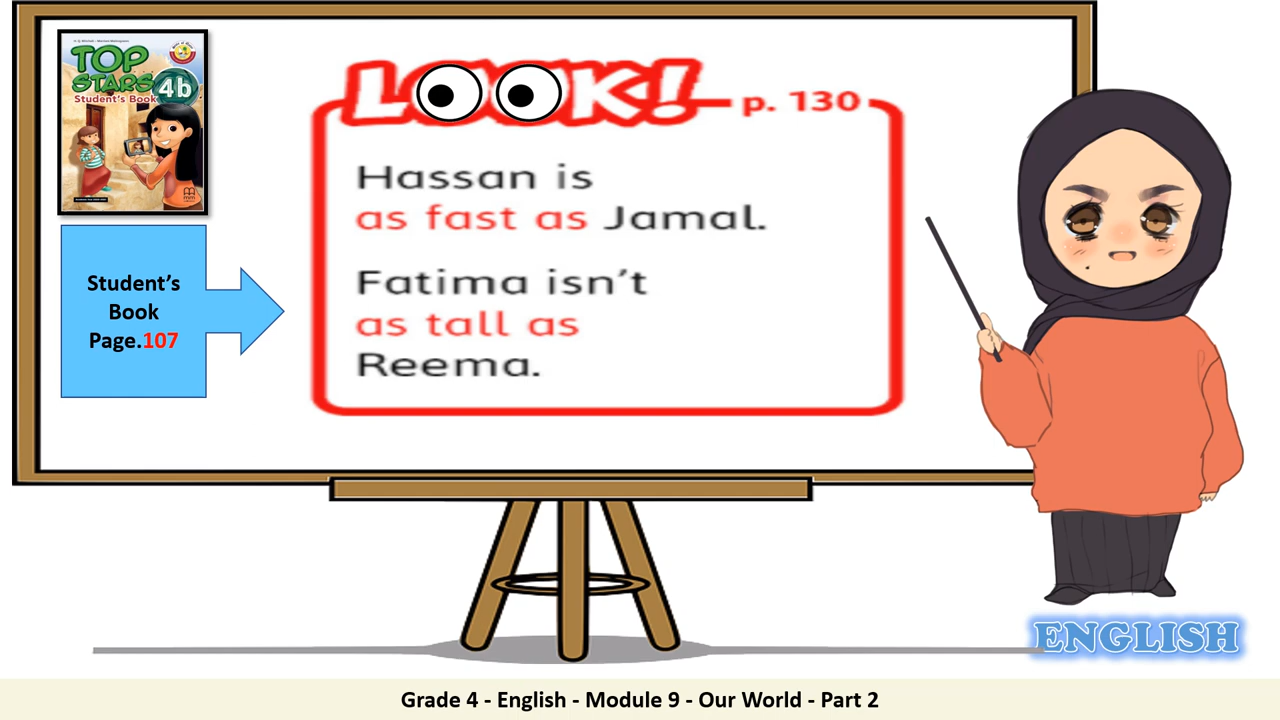 TOP
STARS 4b
Student's Book
LOOK! p. 130
Hassan is
as fast as Jamal.
Fatima isn't
as tall as
Reema.
Student's
Book
Page.107
ENGLISH
Grade 4 - English - Module 9 - Our World - Part 2